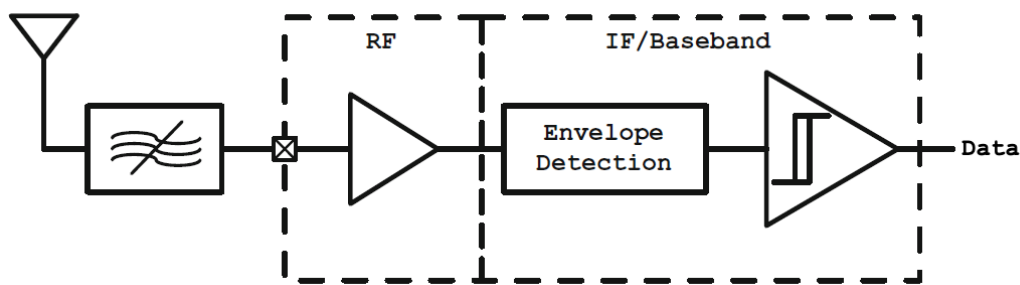 RF
IF/Baseband
Envelope
Detection
Data